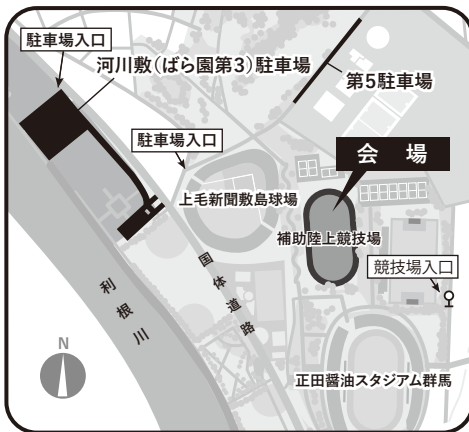 駐車場入口
河川敷(ばら園第3)駐車場
第5駐車場
駐車場入口
会 場
上毛新聞敷島球場
補助陸上競技場
競技場入口
国体道路
利根川
N
正田醤油スタジアム群馬